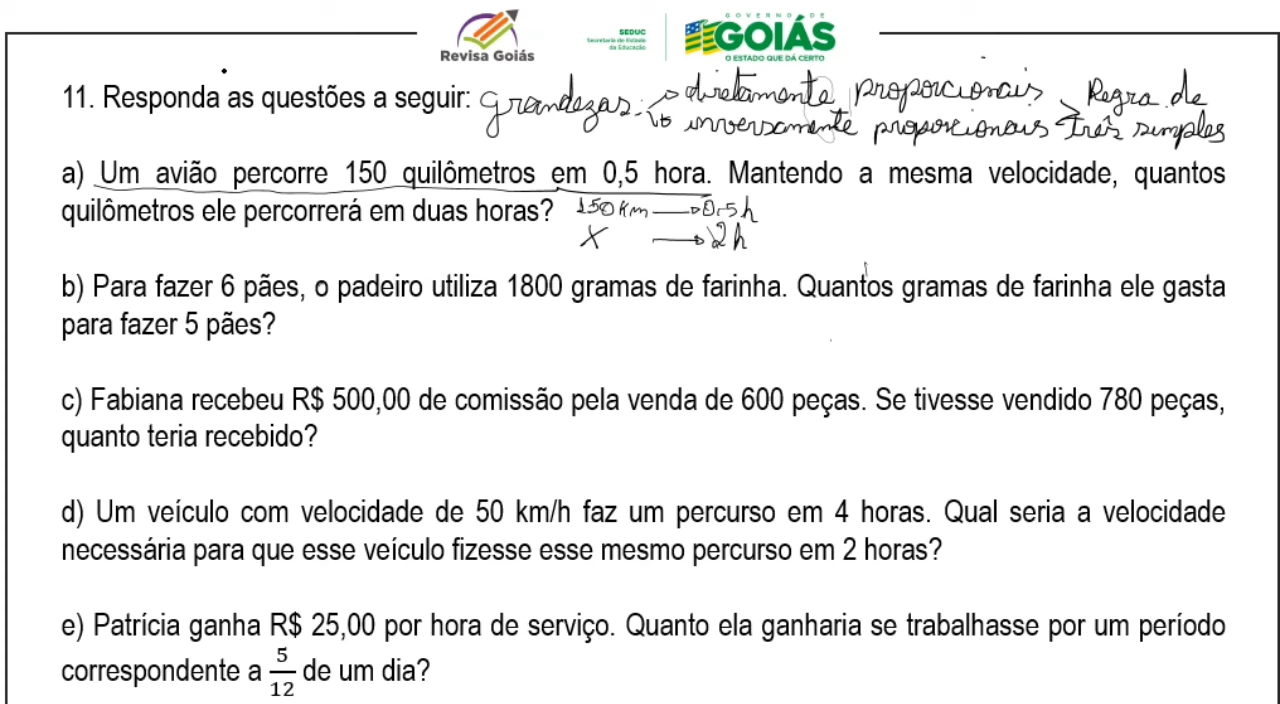 Revisa Goiás
SEDUC
Secretaria de Estado
da Educação
GOVERNO DE
GOIÁS
O ESTADO QUE DÁ CERTO
11. Responda as questões a seguir: Grandezas: → diretamente proporcionais > Regra de
→ inversamente proporcionais três simples
a) Um avião percorre 150 quilômetros em 0,5 hora. Mantendo a mesma velocidade, quantos
quilômetros ele percorrerá em duas horas? 150 Km → 0,5 h
X → 2 h
b) Para fazer 6 pães, o padeiro utiliza 1800 gramas de farinha. Quantos gramas de farinha ele gasta
para fazer 5 pães?
c) Fabiana recebeu R$ 500,00 de comissão pela venda de 600 peças. Se tivesse vendido 780 peças,
quanto teria recebido?
d) Um veículo com velocidade de 50 km/h faz um percurso em 4 horas. Qual seria a velocidade
necessária para que esse veículo fizesse esse mesmo percurso em 2 horas?
e) Patrícia ganha R$ 25,00 por hora de serviço. Quanto ela ganharia se trabalhasse por um período
correspondente a 5/12 de um dia?